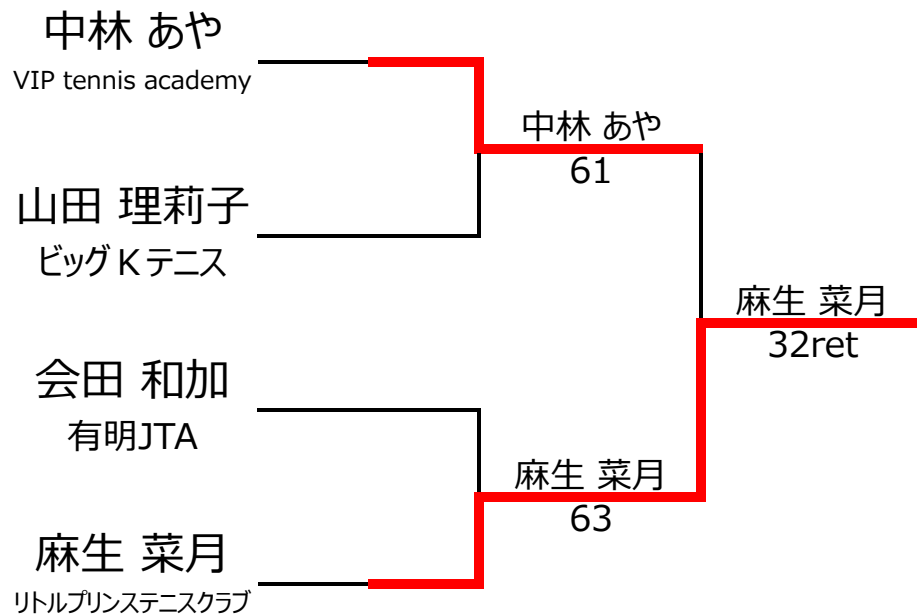 中林 あや
VIP tennis academy
山田 理莉子
ビッグKテニス
会田 和加
有明JTA
麻生 菜月
リトルプリンステニスクラブ
中林 あや
61
麻生 菜月
63
麻生 菜月
32ret